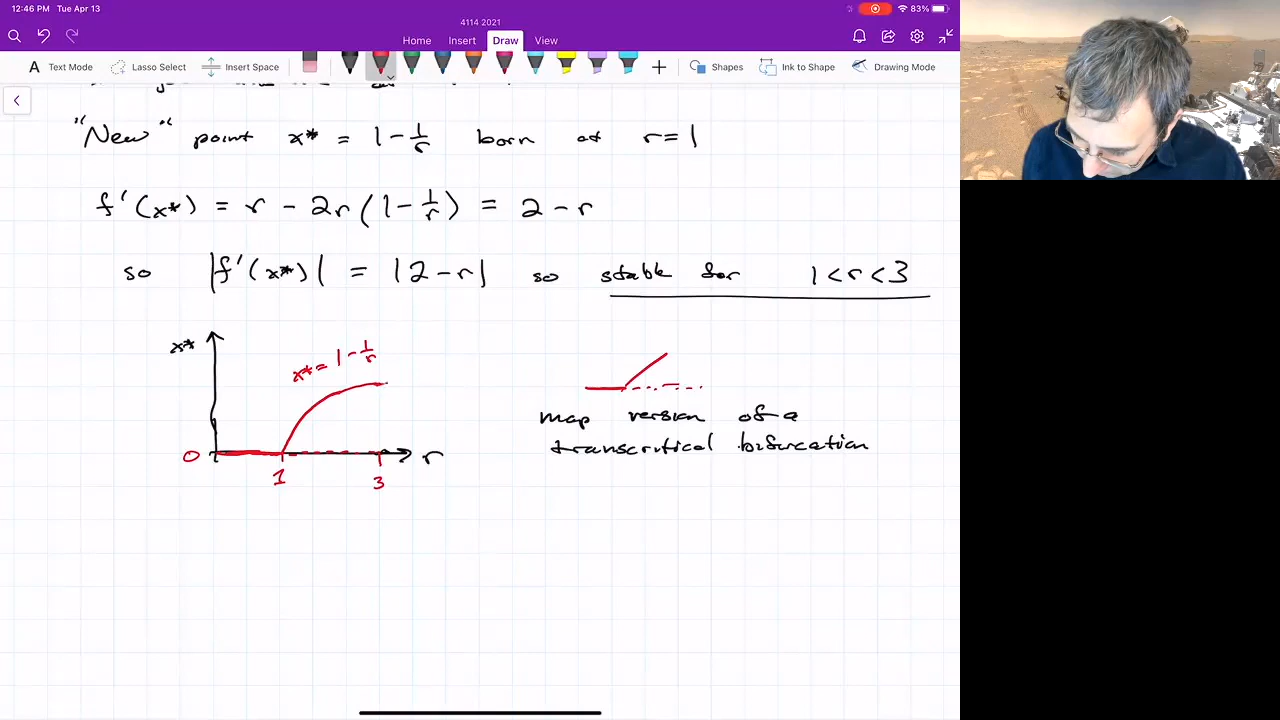 12:46 PM Tue Apr 13
83%
4114 2021
Home Insert Draw View
A Text Mode Lasso Select Insert Space Shapes Ink to Shape Drawing Mode
"New" point x* = 1 - 1/r born at r = 1
f'(x*) = r - 2r(1 - 1/r) = 2 - r
so |f'(x*)| = |2 - r| so stable for 1 < r < 3
x*
x* = 1 - 1/r
0
1
3
r
map version of a
transcritical bifurcation